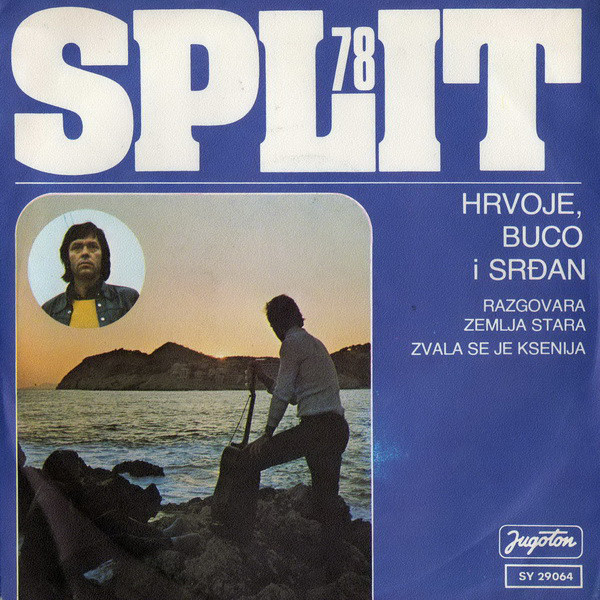 SPLIT
78
HRVOJE,
BUCO
i SRĐAN
RAZGOVARA
ZEMLJA STARA
ZVALA SE JE KSENIJA
Jugoton
SY 29064